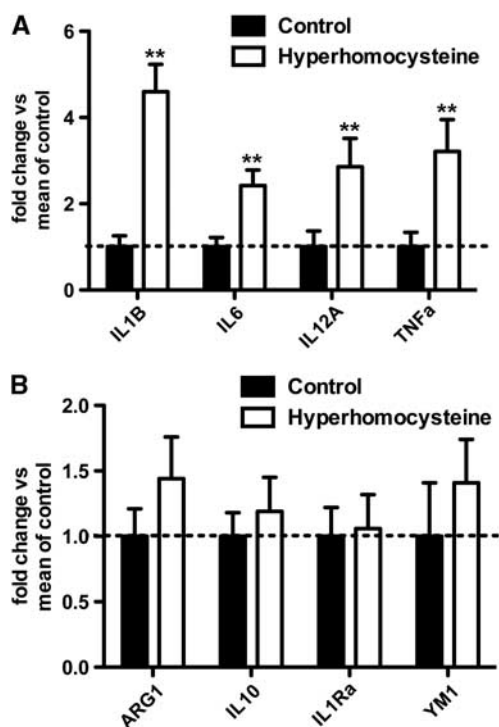 A
Control
Hyperhomocysteine
fold change vs
mean of control
6
4
2
0
** ** ** **
IL1B IL6 IL12A TNFa
B
Control
Hyperhomocysteine
fold change vs
mean of control
2.0
1.5
1.0
0.5
0.0
ARG1 IL10 IL1Ra YM1